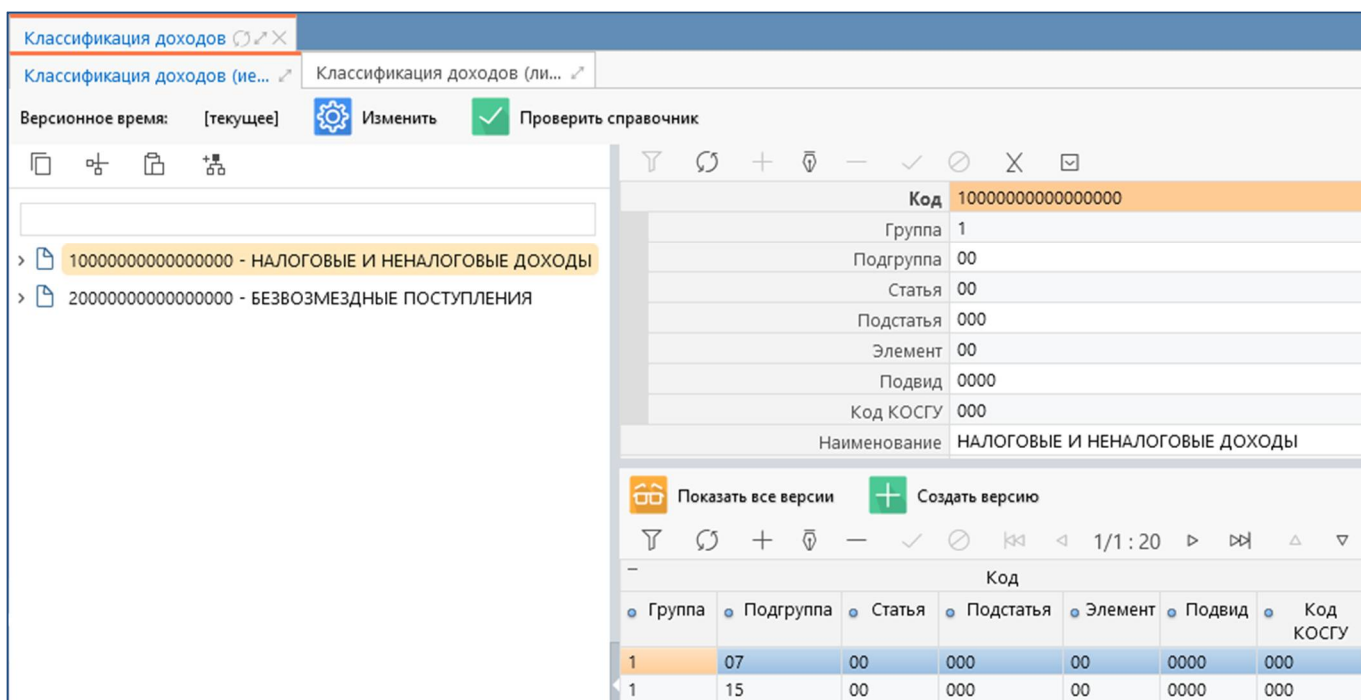 Классификация доходов
Классификация доходов (ие... Классификация доходов (ли...
Версионное время: [текущее] Изменить Проверить справочник
10000000000000000 - НАЛОГОВЫЕ И НЕНАЛОГОВЫЕ ДОХОДЫ
20000000000000000 - БЕЗВОЗМЕЗДНЫЕ ПОСТУПЛЕНИЯ
Код 10000000000000000
Группа 1
Подгруппа 00
Статья 00
Подстатья 000
Элемент 00
Подвид 0000
Код КОСГУ 000
Наименование НАЛОГОВЫЕ И НЕНАЛОГОВЫЕ ДОХОДЫ
Показать все версии Создать версию
1/1 : 20
Код
Группа Подгруппа Статья Подстатья Элемент Подвид Код
КОСГУ
1 07 00 000 00 0000 000
1 15 00 000 00 0000 000